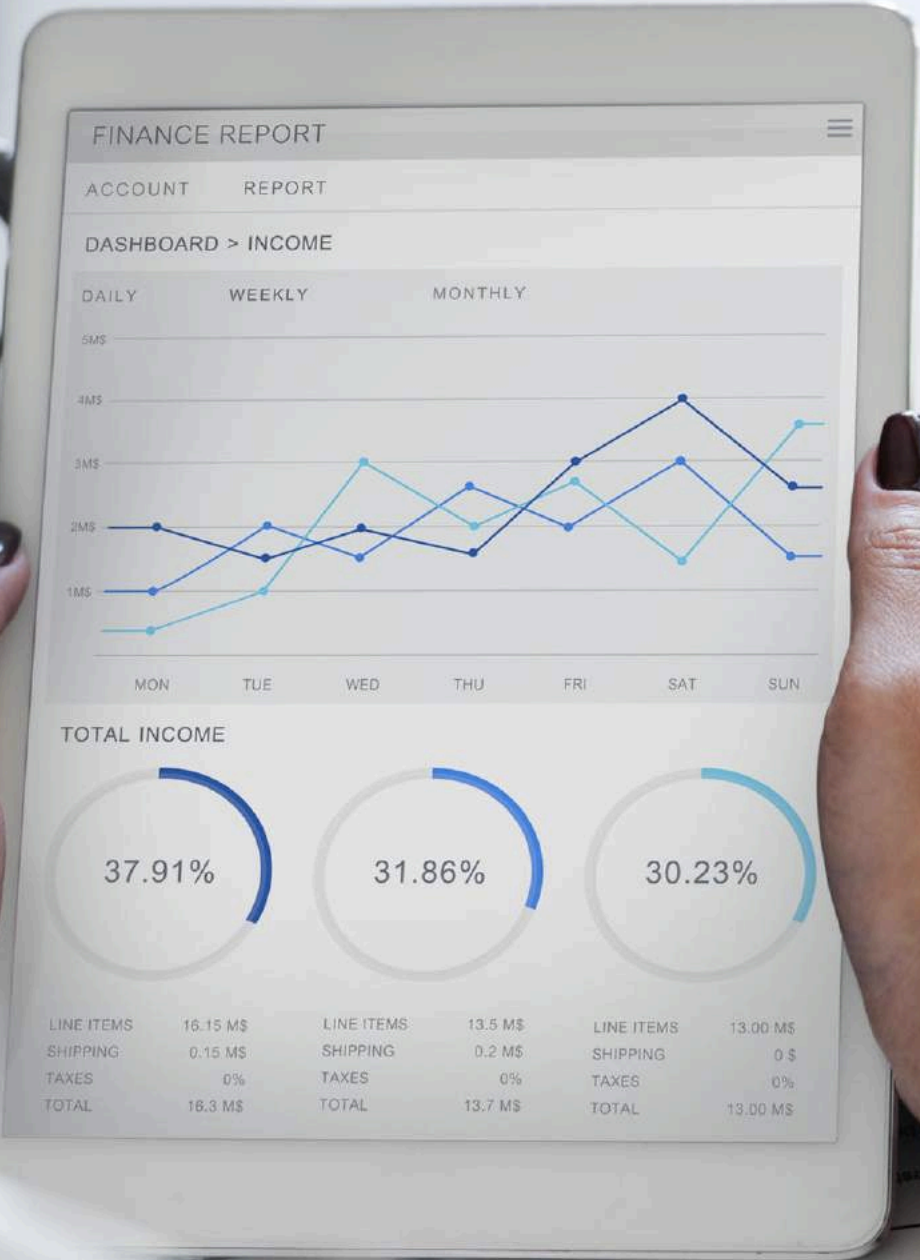 FINANCE REPORT
ACCOUNT REPORT
DASHBOARD > INCOME
DAILY WEEKLY MONTHLY
5M$
4M$
3M$
2M$
1M$
MON TUE WED THU FRI SAT SUN
TOTAL INCOME
37.91% 31.86% 30.23%
LINE ITEMS 16.15 M$ LINE ITEMS 13.5 M$ LINE ITEMS 13.00 M$
SHIPPING 0.15 M$ SHIPPING 0.2 M$ SHIPPING 0 $
TAXES 0% TAXES 0% TAXES 0%
TOTAL 16.3 M$ TOTAL 13.7 M$ TOTAL 13.00 M$